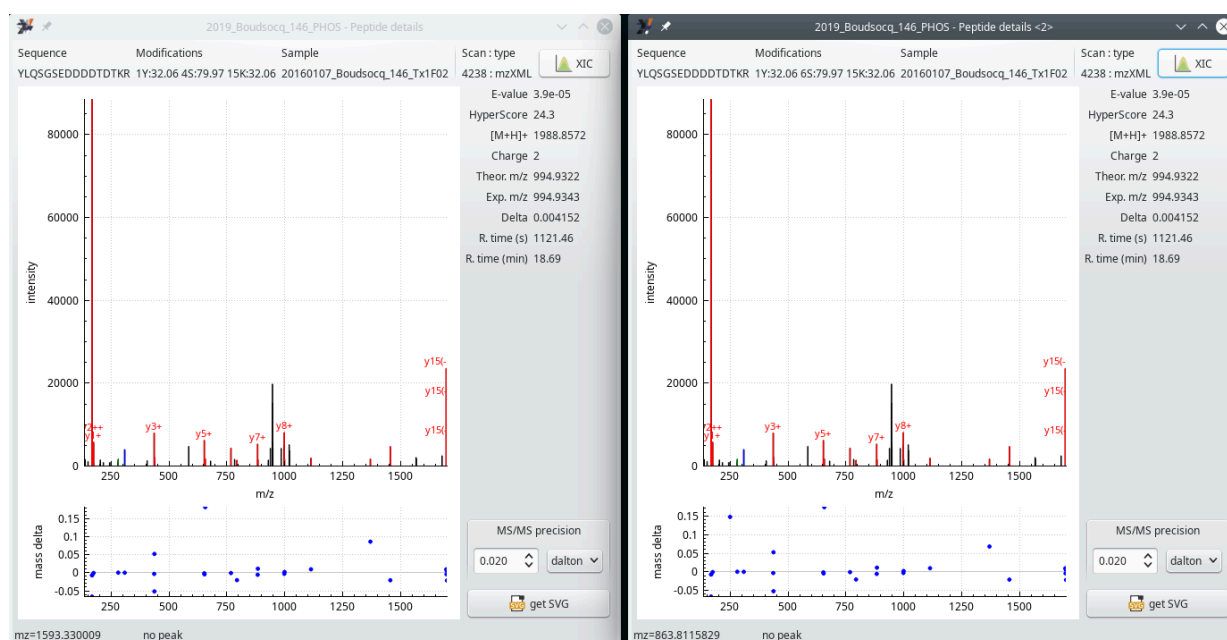 2019_Boudsocq_146_PHOS - Peptide details
Sequence Modifications Sample Scan : type
YLQSGSEDDDDTDTKR 1Y:32.06 4S:79.97 15K:32.06 20160107_Boudsocq_146_Tx1F02 4238 : mzXML XIC
E-value 3.9e-05
HyperScore 24.3
[M+H]+ 1988.8572
Charge 2
Theor. m/z 994.9322
Exp. m/z 994.9343
Delta 0.004152
R. time (s) 1121.46
R. time (min) 18.69
80000
60000
40000
20000
0
intensity
y15(-
y15(-
y15(-
y2++
y3+
y5+
y7+
y8+
250 500 750 1000 1250 1500
m/z
0.15
0.1
0.05
0
-0.05
mass delta
250 500 750 1000 1250 1500
MS/MS precision
0.020 dalton
get SVG
mz=1593.330009 no peak
2019_Boudsocq_146_PHOS - Peptide details <2>
Sequence Modifications Sample Scan : type
YLQSGSEDDDDTDTKR 1Y:32.06 6S:79.97 15K:32.06 20160107_Boudsocq_146_Tx1F02 4238 : mzXML XIC
E-value 3.9e-05
HyperScore 24.3
[M+H]+ 1988.8572
Charge 2
Theor. m/z 994.9322
Exp. m/z 994.9343
Delta 0.004152
R. time (s) 1121.46
R. time (min) 18.69
80000
60000
40000
20000
0
intensity
y15(-
y15(-
y15(-
y2++
y3+
y5+
y7+
y8+
250 500 750 1000 1250 1500
m/z
0.15
0.1
0.05
0
-0.05
mass delta
250 500 750 1000 1250 1500
MS/MS precision
0.020 dalton
get SVG
mz=863.8115829 no peak